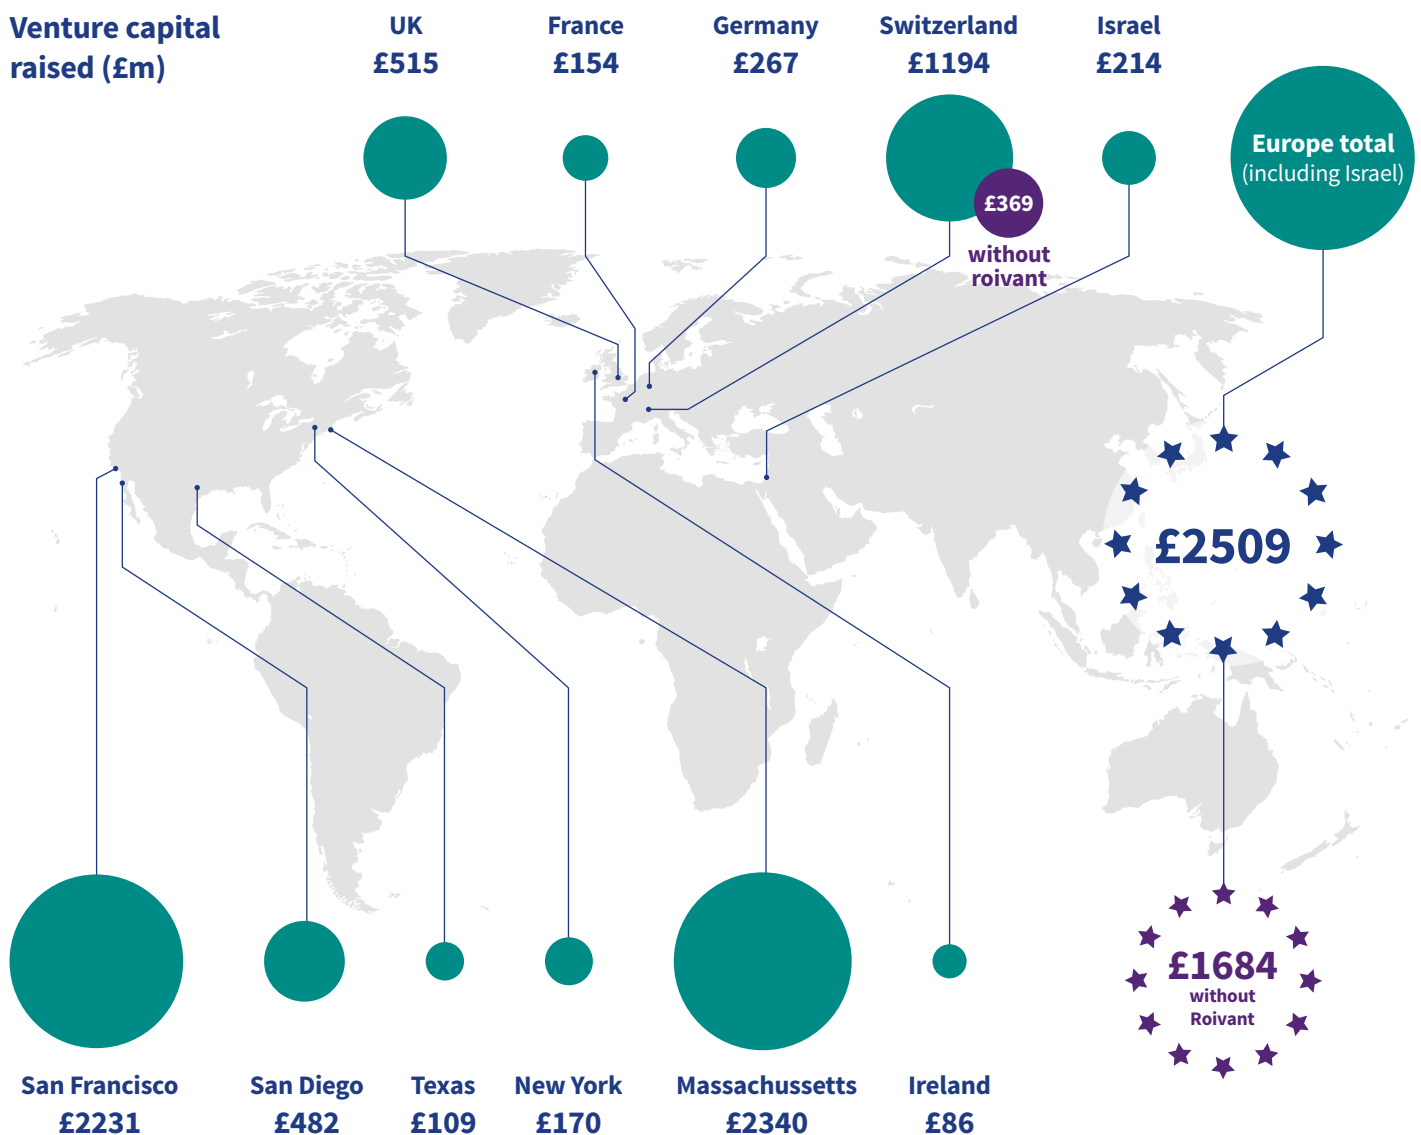 Venture capital
raised (£m)
UK
£515
France
£154
Germany
£267
Switzerland
£1194
Israel
£214
Europe total
(including Israel)
£369
without
roivant
£2509
£1684
without
Roivant
San Francisco
£2231
San Diego
£482
Texas
£109
New York
£170
Massachussetts
£2340
Ireland
£86